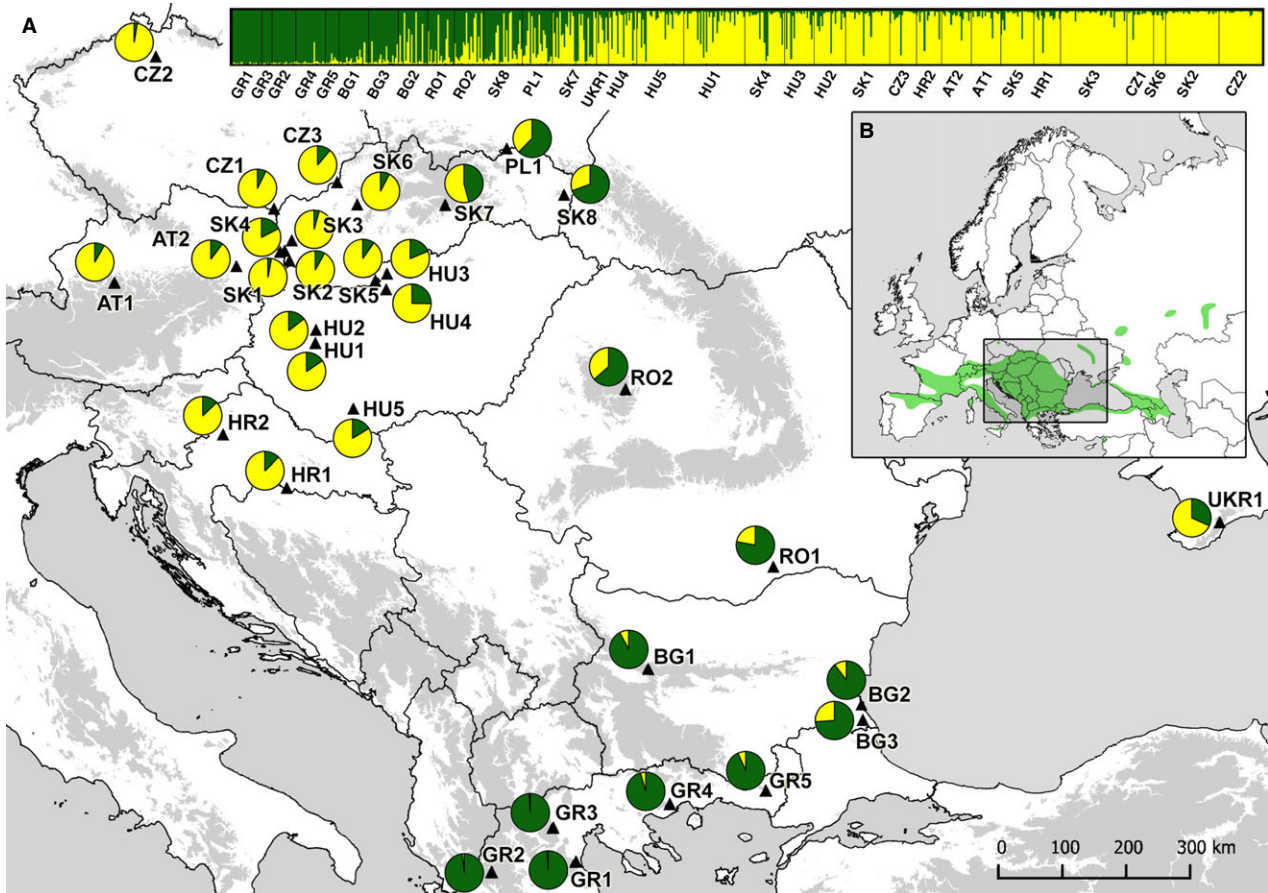 A
GR1 GR3 GR2 GR4 GR5 BG1 BG3 BG2 RO1 RO2 SK8 PL1 SK7 UKR1 HU4 HU5 HU1 SK4 HU3 HU2 SK1 CZ3 HR2 AT2 AT1 SK5 HR1 SK3 CZ1 SK6 SK2 CZ2
CZ2
B
CZ3
PL1
CZ1
SK6
SK7
SK8
SK4
SK3
AT2
HU3
AT1
SK1
SK2
SK5
HU4
HU2
HU1
RO2
HU5
HR2
HR1
UKR1
RO1
BG1
BG2
BG3
GR5
GR4
GR3
GR2
GR1
0 100 200 300 km